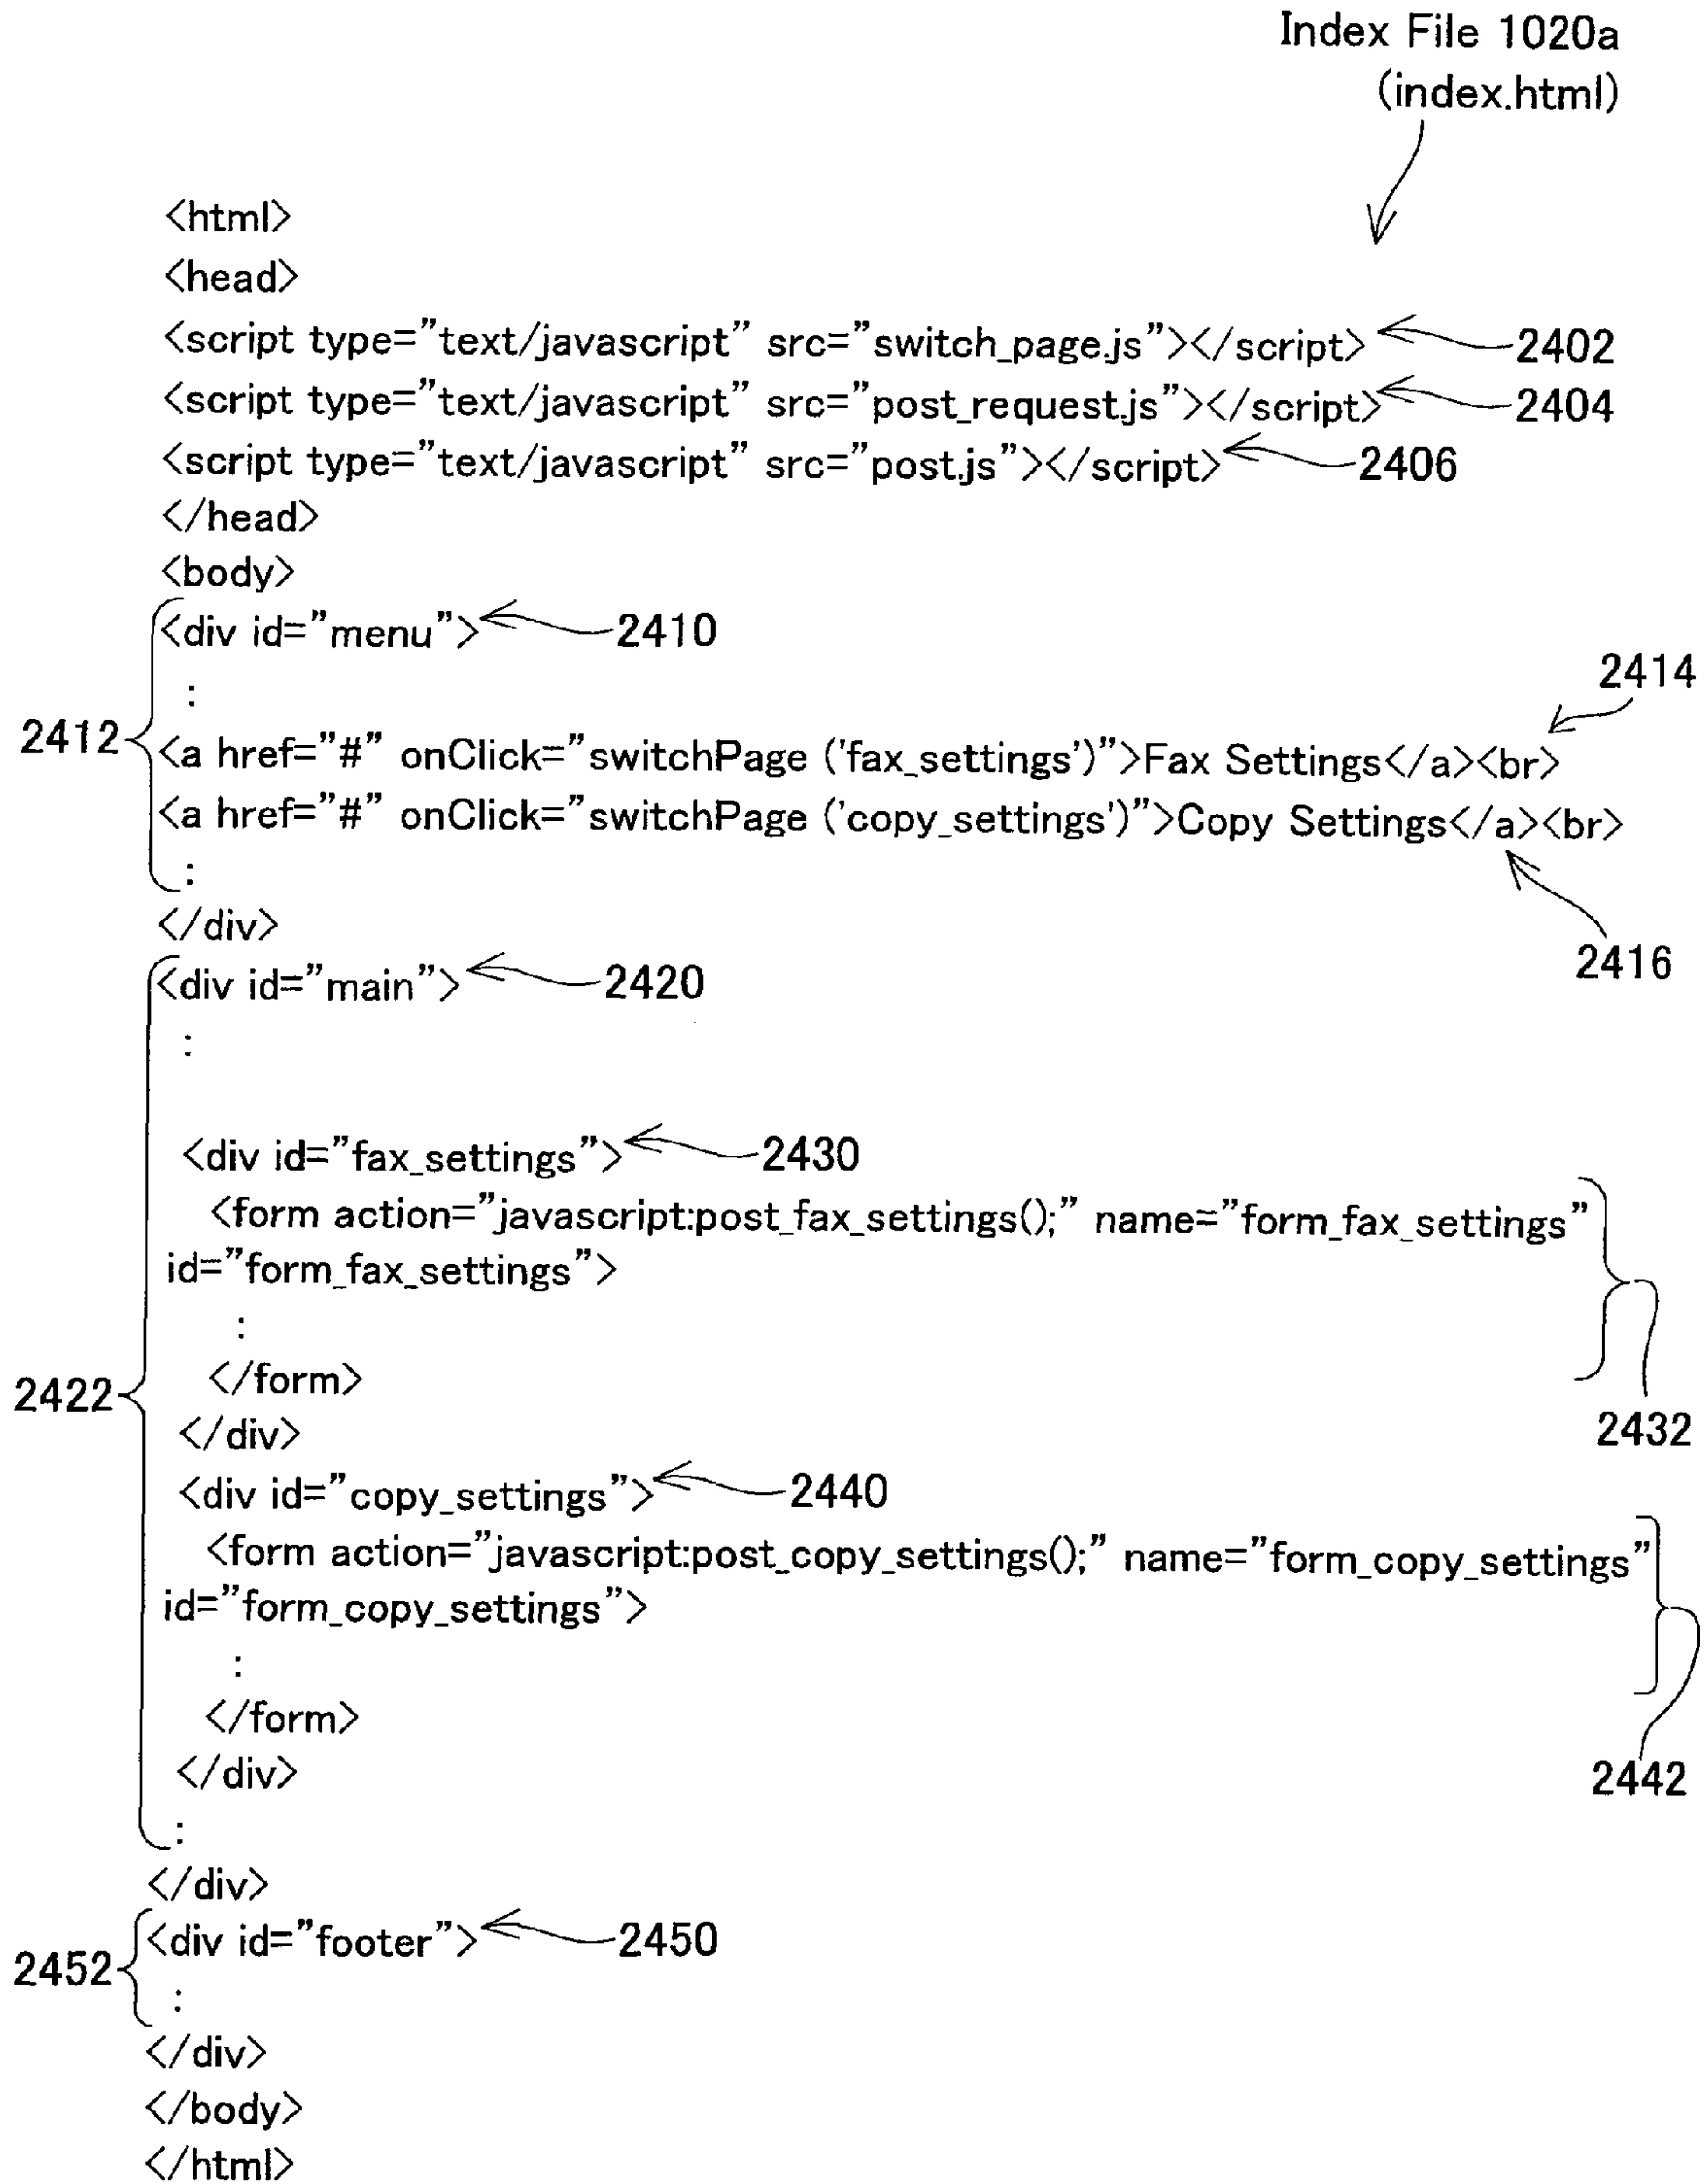 Index File 1020a
(index.html)
<html>
<head>
<script type="text/javascript" src="switch_page.js"></script> 2402
<script type="text/javascript" src="post_request.js"></script> 2404
<script type="text/javascript" src="post.js"></script> 2406
</head>
<body>
<div id="menu"> 2410
:
2414
2412
<a href="#" onClick="switchPage ('fax_settings')">Fax Settings</a><br>
<a href="#" onClick="switchPage ('copy_settings')">Copy Settings</a><br>
:
</div>
2416
<div id="main"> 2420
:
<div id="fax_settings"> 2430
<form action="javascript:post_fax_settings();" name="form_fax_settings"
id="form_fax_settings">
:
</form>
2422
</div>
2432
<div id="copy_settings"> 2440
<form action="javascript:post_copy_settings();" name="form_copy_settings"
id="form_copy_settings">
:
</form>
</div>
2442
:
</div>
<div id="footer"> 2450
2452
:
</div>
</body>
</html>